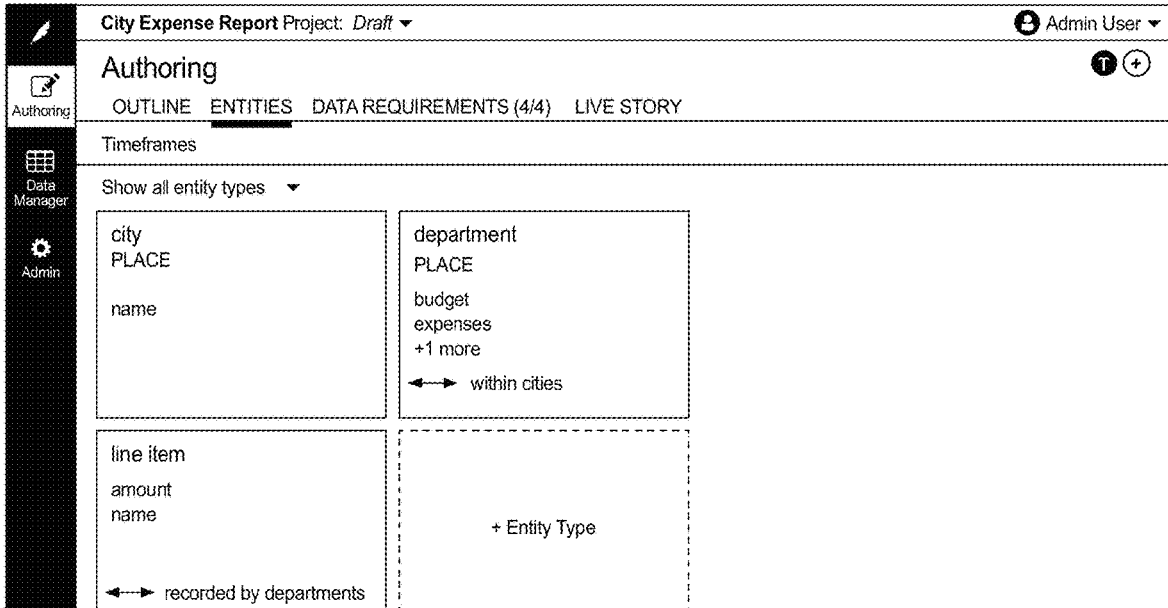 City Expense Report Project: Draft
Admin User
Authoring
T +
Authoring
OUTLINE ENTITIES DATA REQUIREMENTS (4/4) LIVE STORY
Timeframes
Data
Manager
Show all entity types
city
PLACE
name
department
PLACE
budget
expenses
+1 more
within cities
Admin
line item
amount
name
recorded by departments
+ Entity Type